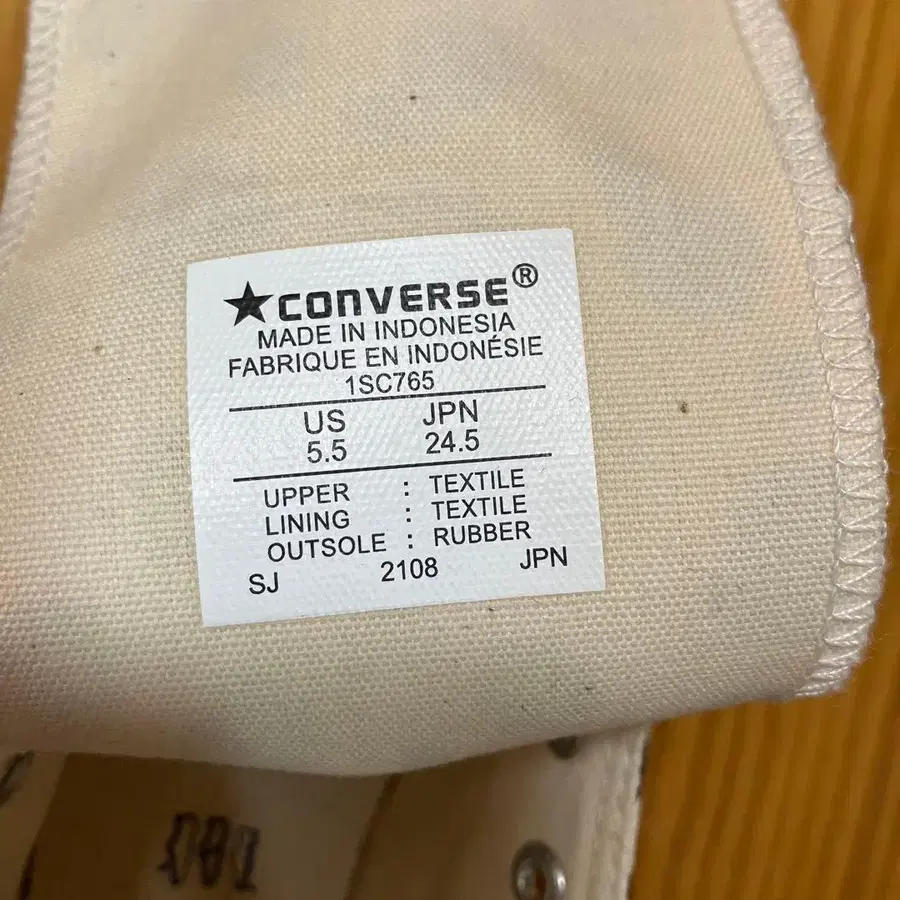 ★CONVERSE®
MADE IN INDONESIA
FABRIQUE EN INDONÉSIE
1SC765
US JPN
5.5 24.5
UPPER : TEXTILE
LINING : TEXTILE
OUTSOLE : RUBBER
SJ 2108 JPN